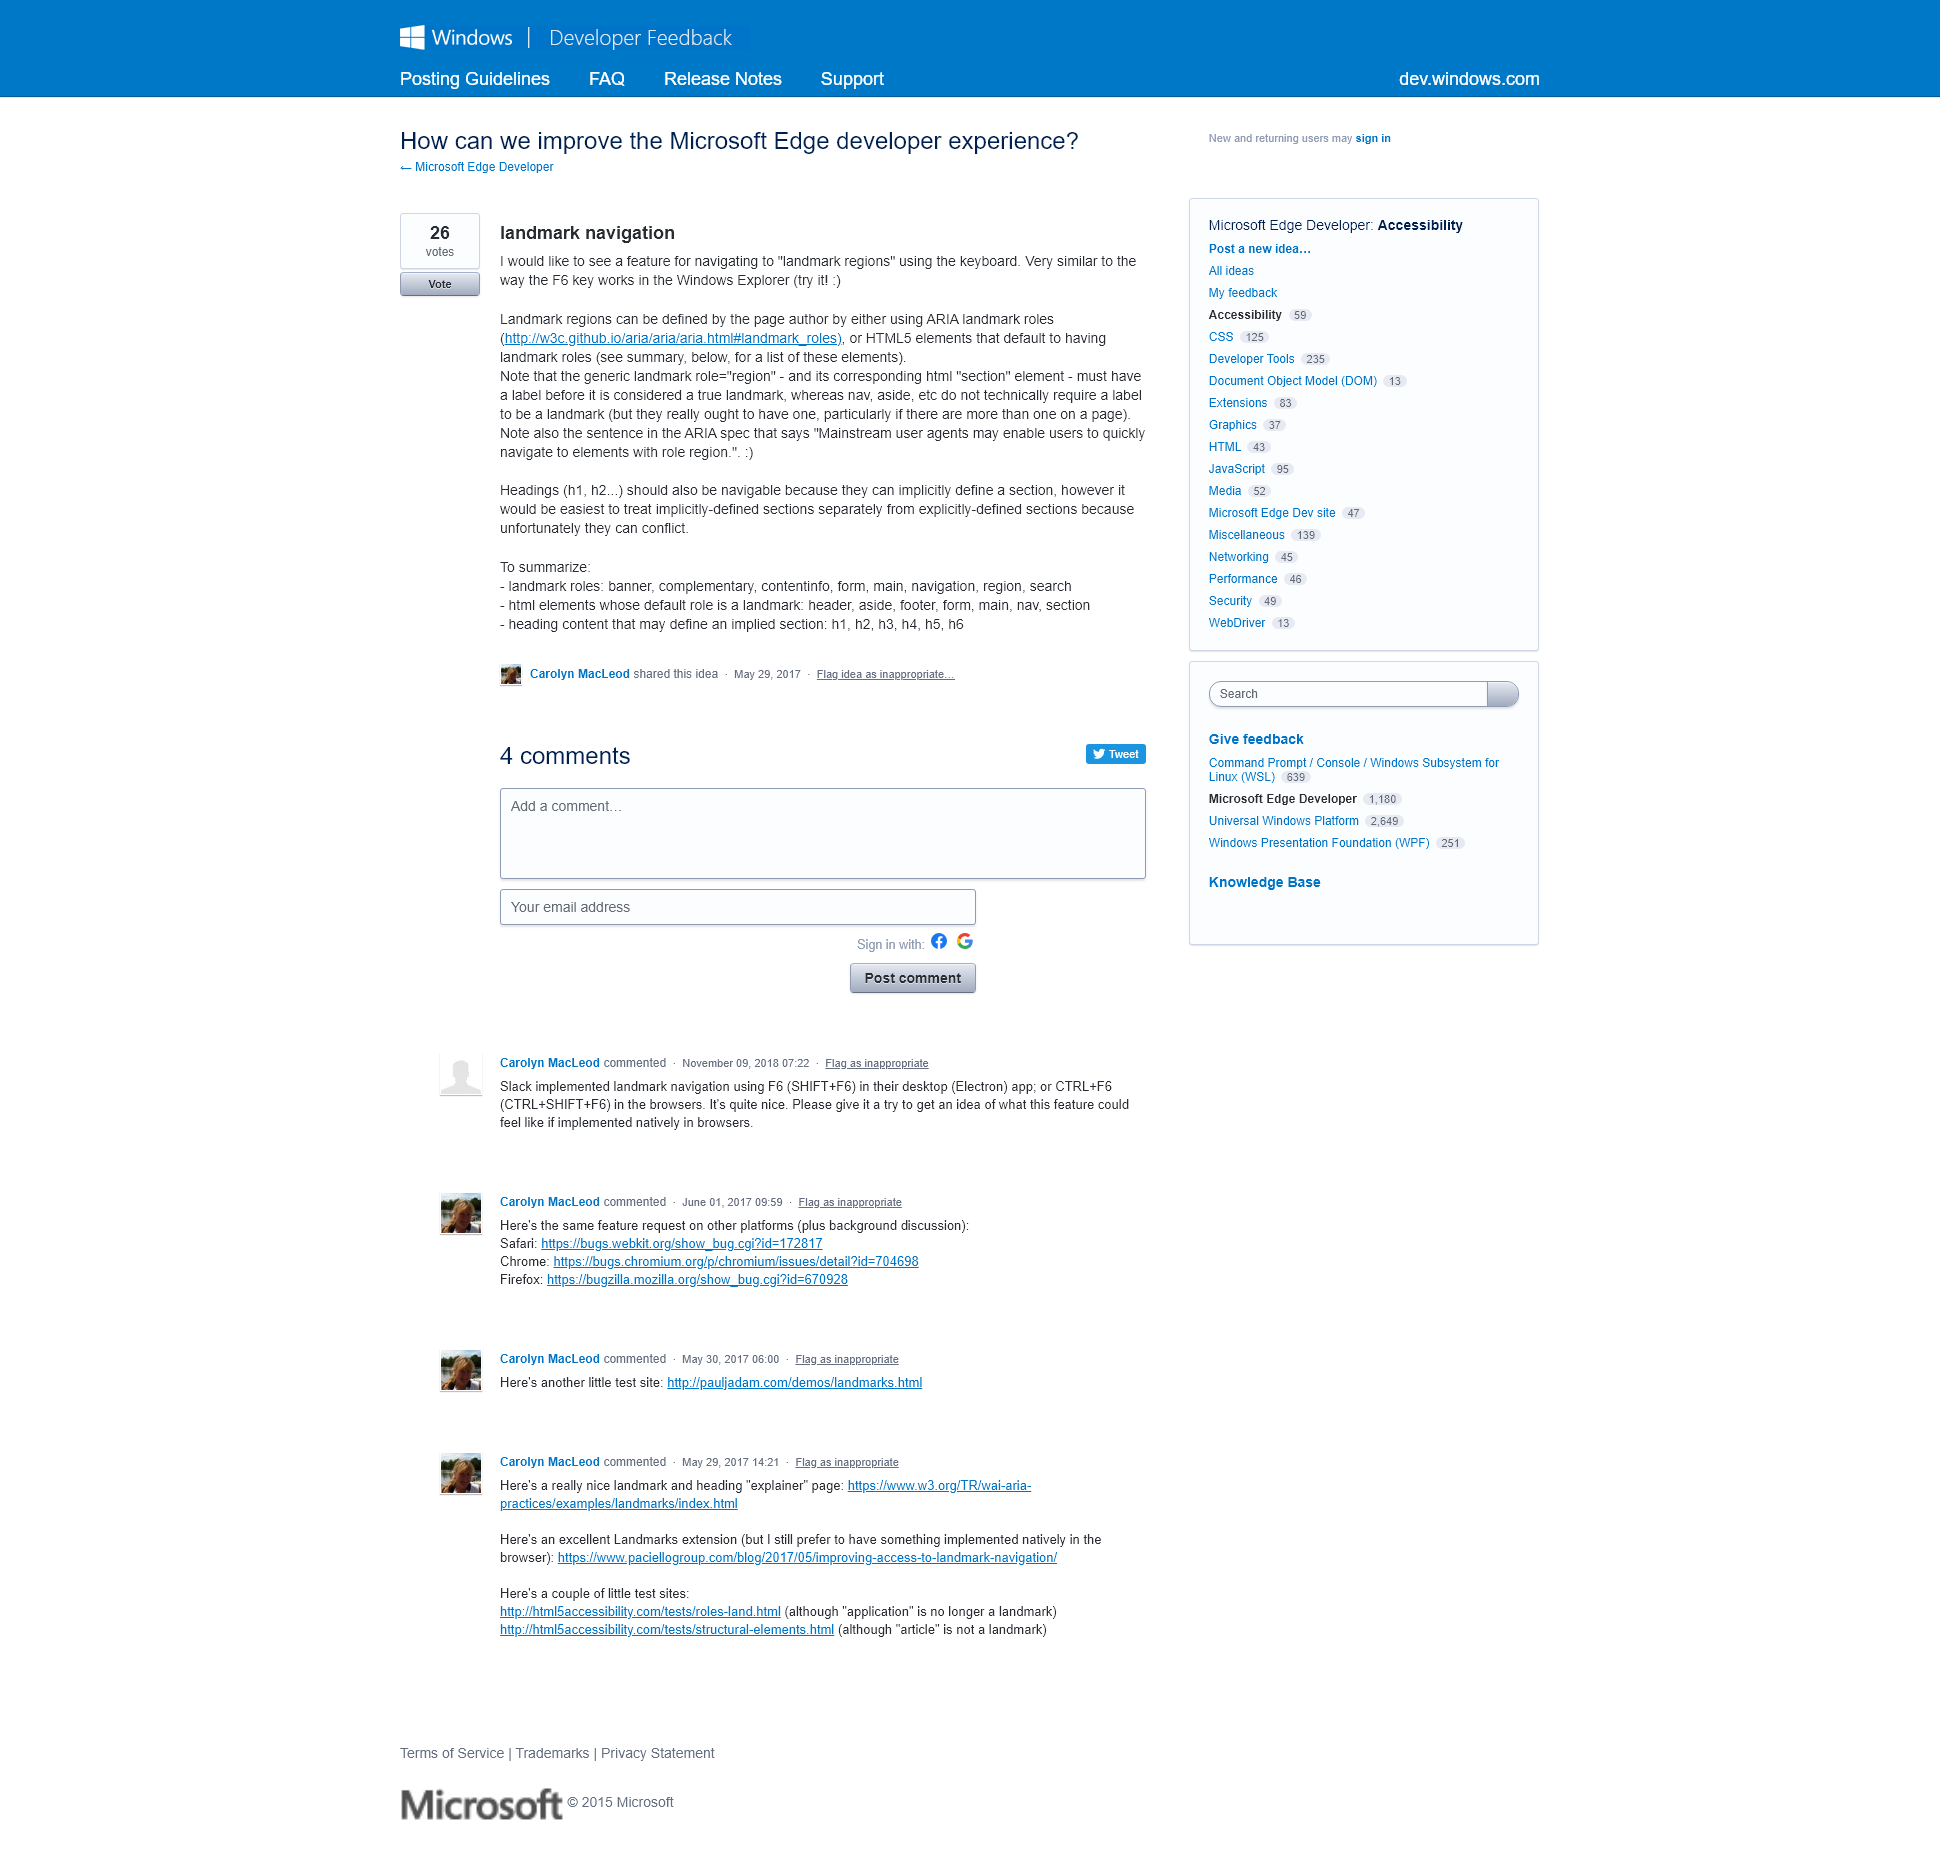 Windows | Developer Feedback
Posting Guidelines FAQ Release Notes Support dev.windows.com
How can we improve the Microsoft Edge developer experience?
← Microsoft Edge Developer
New and returning users may sign in
26
votes
Vote
landmark navigation
I would like to see a feature for navigating to "landmark regions" using the keyboard. Very similar to the
way the F6 key works in the Windows Explorer (try it! :)
Landmark regions can be defined by the page author by either using ARIA landmark roles
(http://w3c.github.io/aria/aria/aria.html#landmark_roles), or HTML5 elements that default to having
landmark roles (see summary, below, for a list of these elements).
Note that the generic landmark role="region" - and its corresponding html "section" element - must have
a label before it is considered a true landmark, whereas nav, aside, etc do not technically require a label
to be a landmark (but they really ought to have one, particularly if there are more than one on a page).
Note also the sentence in the ARIA spec that says "Mainstream user agents may enable users to quickly
navigate to elements with role region.". :)
Headings (h1, h2...) should also be navigable because they can implicitly define a section, however it
would be easiest to treat implicitly-defined sections separately from explicitly-defined sections because
unfortunately they can conflict.
To summarize:
- landmark roles: banner, complementary, contentinfo, form, main, navigation, region, search
- html elements whose default role is a landmark: header, aside, footer, form, main, nav, section
- heading content that may define an implied section: h1, h2, h3, h4, h5, h6
Carolyn MacLeod shared this idea · May 29, 2017 · Flag idea as inappropriate…
4 comments
Tweet
Add a comment…
Your email address
Sign in with:
Post comment
Carolyn MacLeod commented · November 09, 2018 07:22 · Flag as inappropriate
Slack implemented landmark navigation using F6 (SHIFT+F6) in their desktop (Electron) app; or CTRL+F6
(CTRL+SHIFT+F6) in the browsers. It's quite nice. Please give it a try to get an idea of what this feature could
feel like if implemented natively in browsers.
Carolyn MacLeod commented · June 01, 2017 09:59 · Flag as inappropriate
Here's the same feature request on other platforms (plus background discussion):
Safari: https://bugs.webkit.org/show_bug.cgi?id=172817
Chrome: https://bugs.chromium.org/p/chromium/issues/detail?id=704698
Firefox: https://bugzilla.mozilla.org/show_bug.cgi?id=670928
Carolyn MacLeod commented · May 30, 2017 06:00 · Flag as inappropriate
Here's another little test site: http://pauljadam.com/demos/landmarks.html
Carolyn MacLeod commented · May 29, 2017 14:21 · Flag as inappropriate
Here's a really nice landmark and heading "explainer" page: https://www.w3.org/TR/wai-aria-
practices/examples/landmarks/index.html
Here's an excellent Landmarks extension (but I still prefer to have something implemented natively in the
browser): https://www.paciellogroup.com/blog/2017/05/improving-access-to-landmark-navigation/
Here's a couple of little test sites:
http://html5accessibility.com/tests/roles-land.html (although "application" is no longer a landmark)
http://html5accessibility.com/tests/structural-elements.html (although "article" is not a landmark)
Microsoft Edge Developer: Accessibility
Post a new idea…
All ideas
My feedback
Accessibility 59
CSS 125
Developer Tools 235
Document Object Model (DOM) 13
Extensions 83
Graphics 37
HTML 43
JavaScript 95
Media 52
Microsoft Edge Dev site 47
Miscellaneous 139
Networking 45
Performance 46
Security 49
WebDriver 13
Search
Give feedback
Command Prompt / Console / Windows Subsystem for
Linux (WSL) 639
Microsoft Edge Developer 1,180
Universal Windows Platform 2,649
Windows Presentation Foundation (WPF) 251
Knowledge Base
Terms of Service | Trademarks | Privacy Statement
Microsoft © 2015 Microsoft